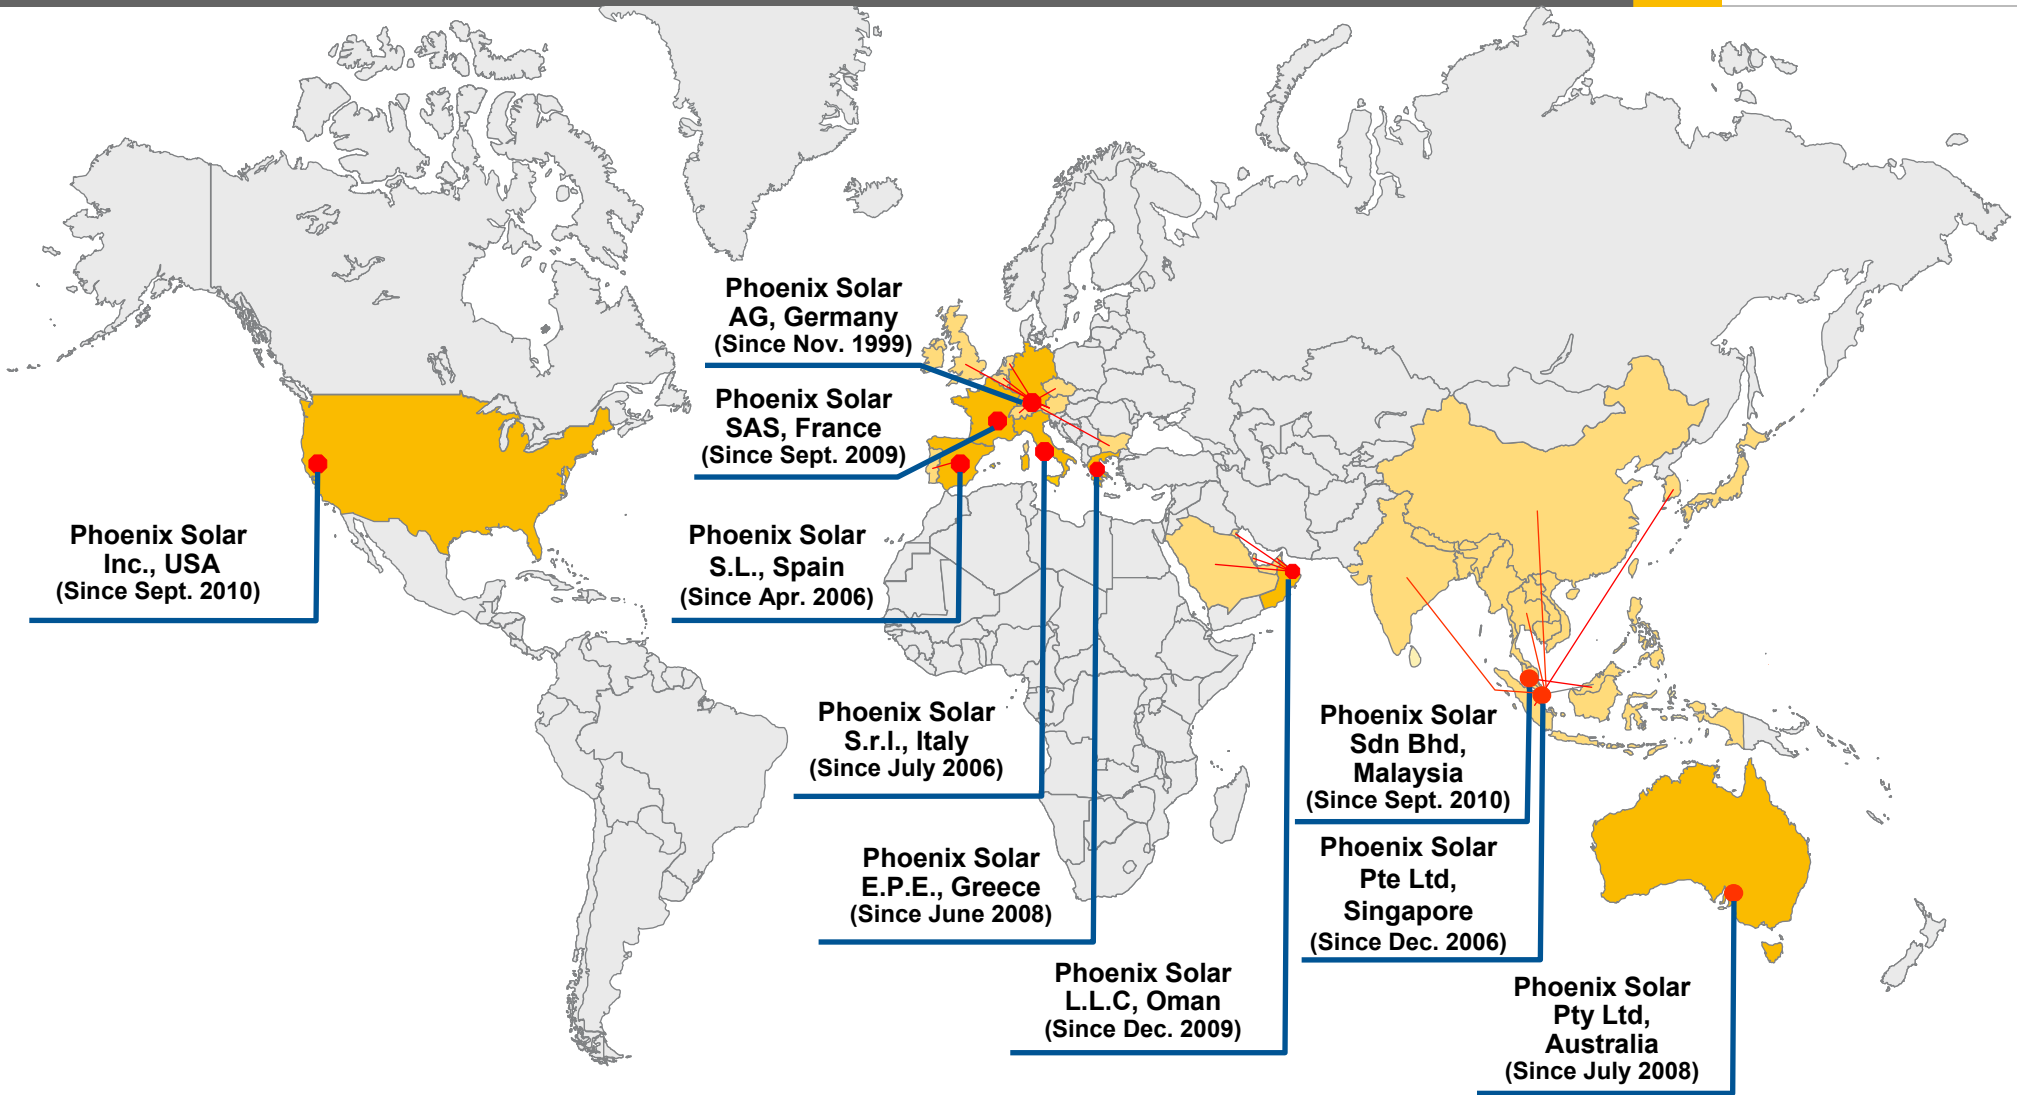 Phoenix Solar
AG, Germany
(Since Nov. 1999)
Phoenix Solar
SAS, France
(Since Sept. 2009)
Phoenix Solar
Inc., USA
(Since Sept. 2010)
Phoenix Solar
S.L., Spain
(Since Apr. 2006)
Phoenix Solar
S.r.l., Italy
(Since July 2006)
Phoenix Solar
E.P.E., Greece
(Since June 2008)
Phoenix Solar
L.L.C, Oman
(Since Dec. 2009)
Phoenix Solar
Sdn Bhd,
Malaysia
(Since Sept. 2010)
Phoenix Solar
Pte Ltd,
Singapore
(Since Dec. 2006)
Phoenix Solar
Pty Ltd,
Australia
(Since July 2008)